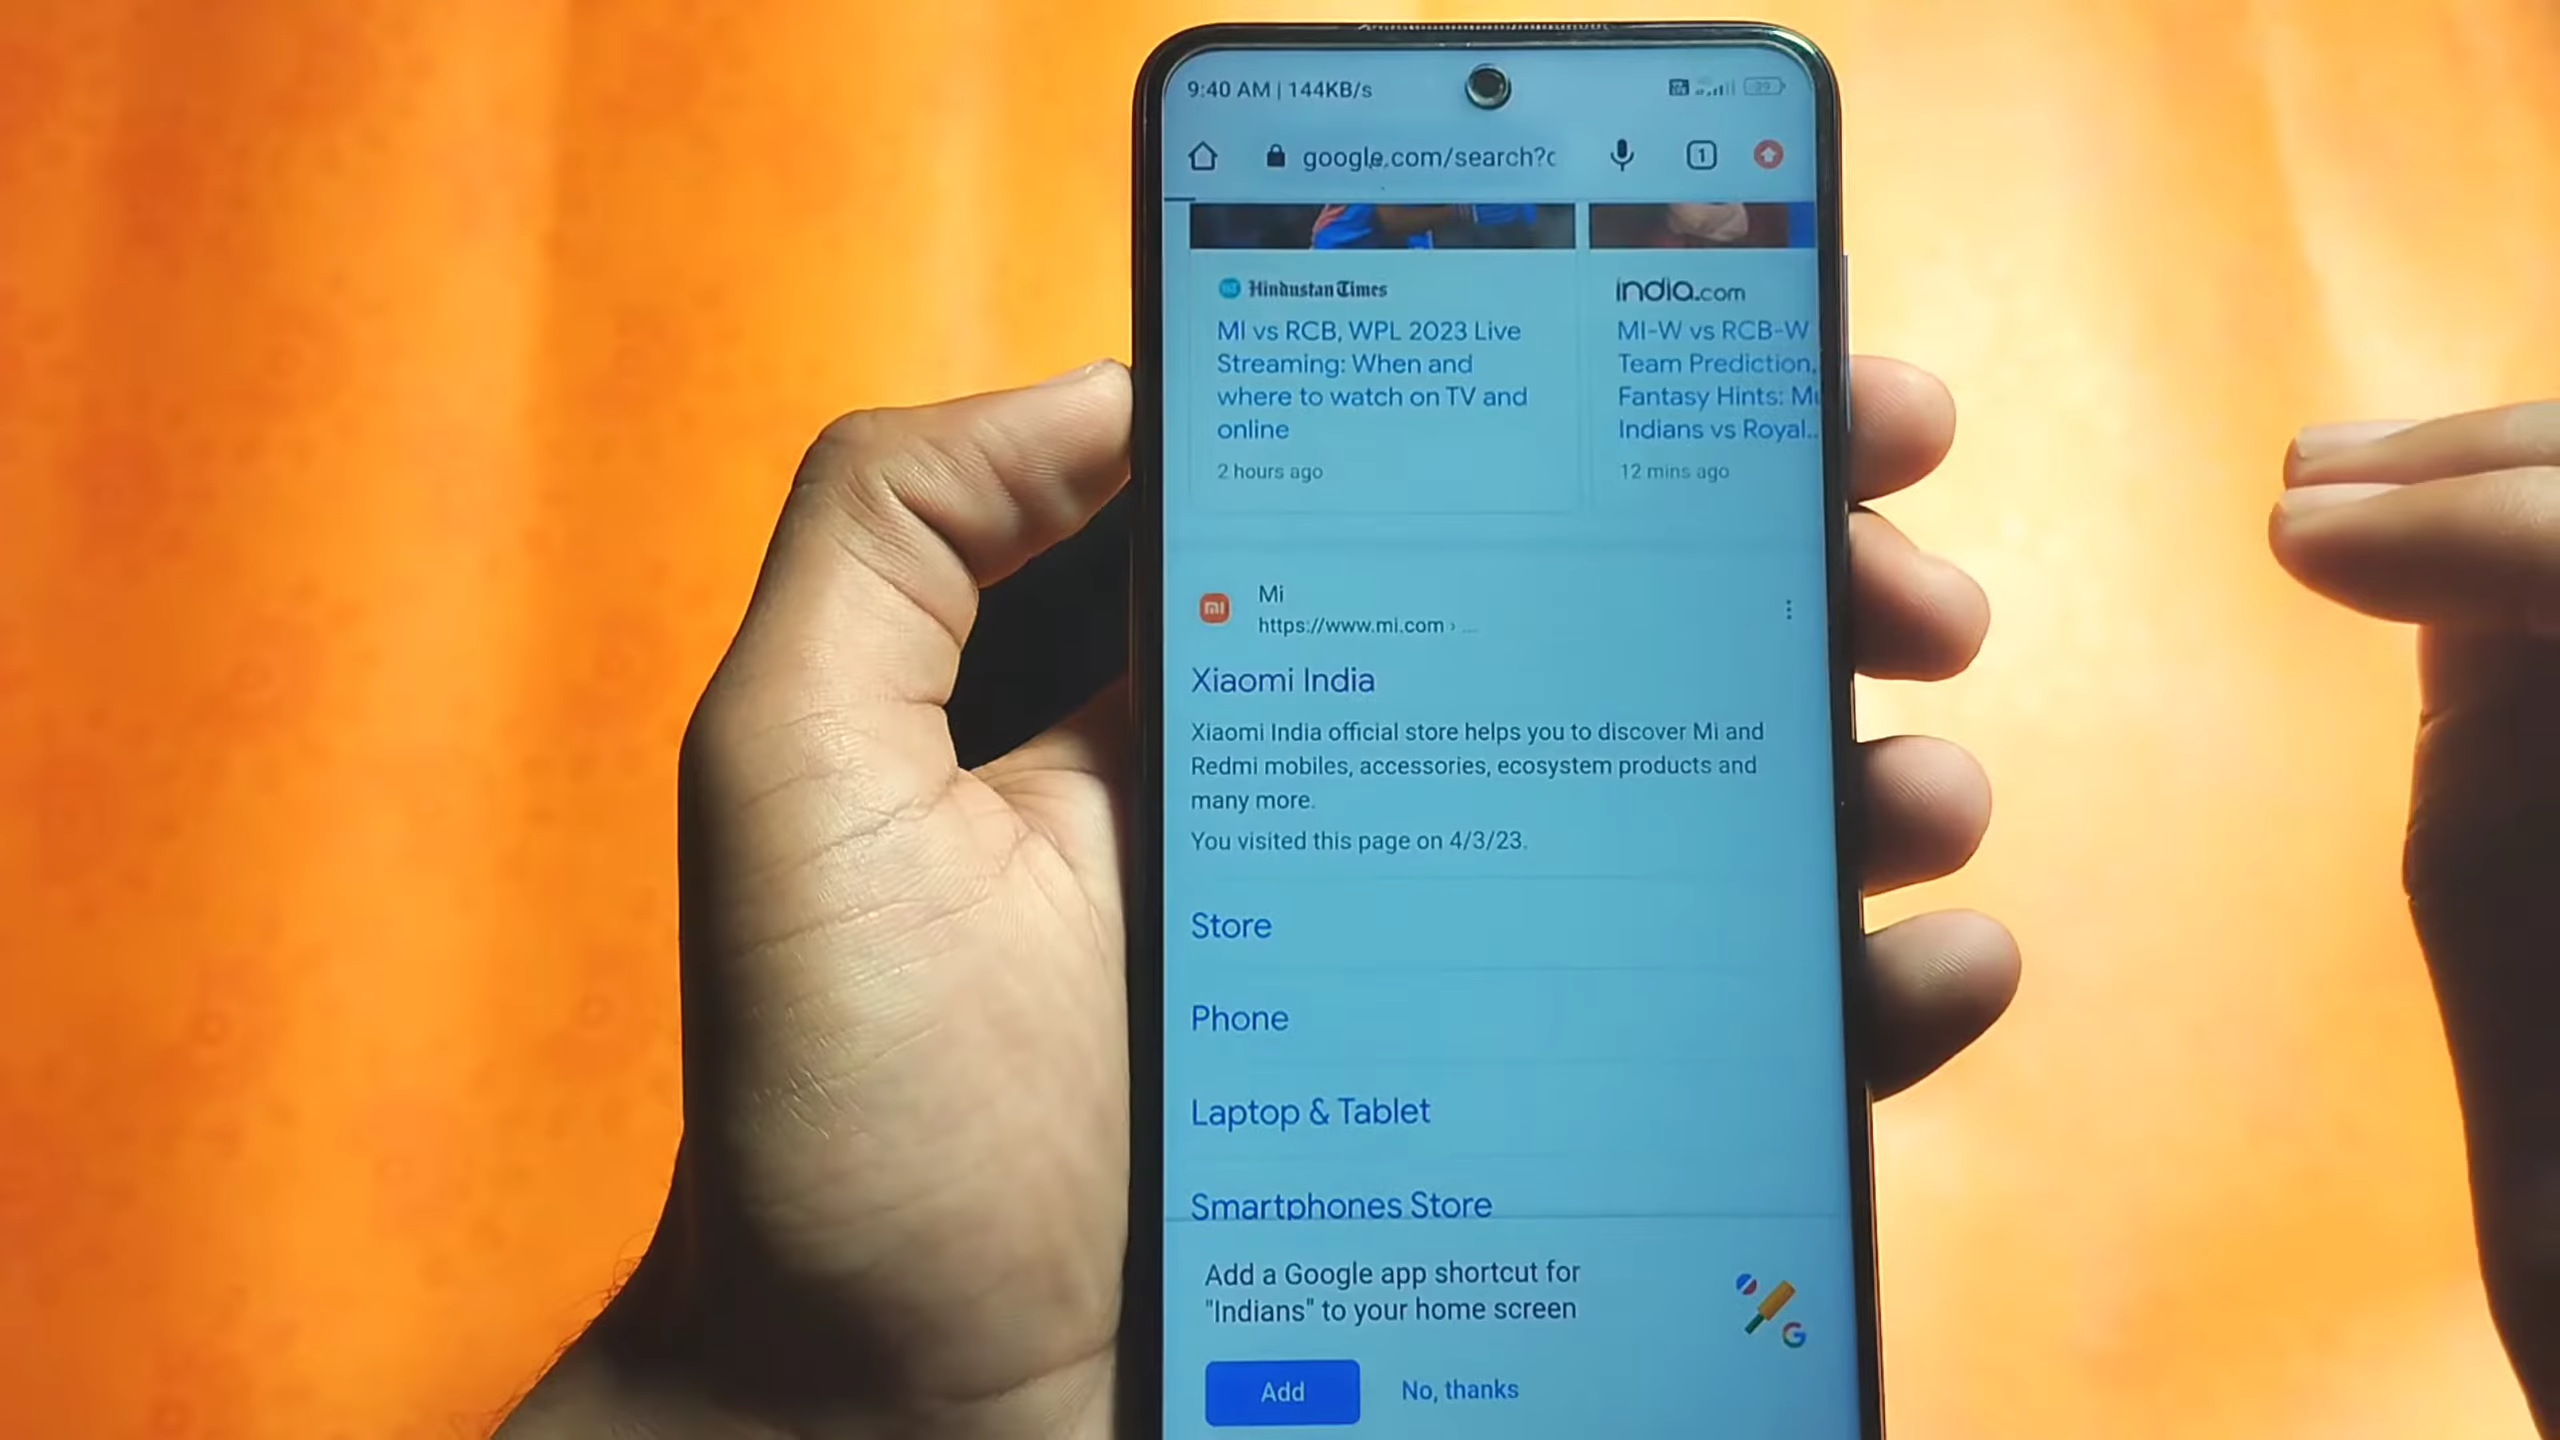 9:40 AM | 144KB/s
39
google.com/search?c
1
Hindustan Times
MI vs RCB, WPL 2023 Live
Streaming: When and
where to watch on TV and
online
2 hours ago
india.com
MI-W vs RCB-W
Team Prediction,
Fantasy Hints: Mu
Indians vs Royal...
12 mins ago
mi
Mi
https://www.mi.com › ...
Xiaomi India
Xiaomi India official store helps you to discover Mi and
Redmi mobiles, accessories, ecosystem products and
many more.
You visited this page on 4/3/23.
Store
Phone
Laptop & Tablet
Smartphones Store
Add a Google app shortcut for
"Indians" to your home screen
G
Add
No, thanks